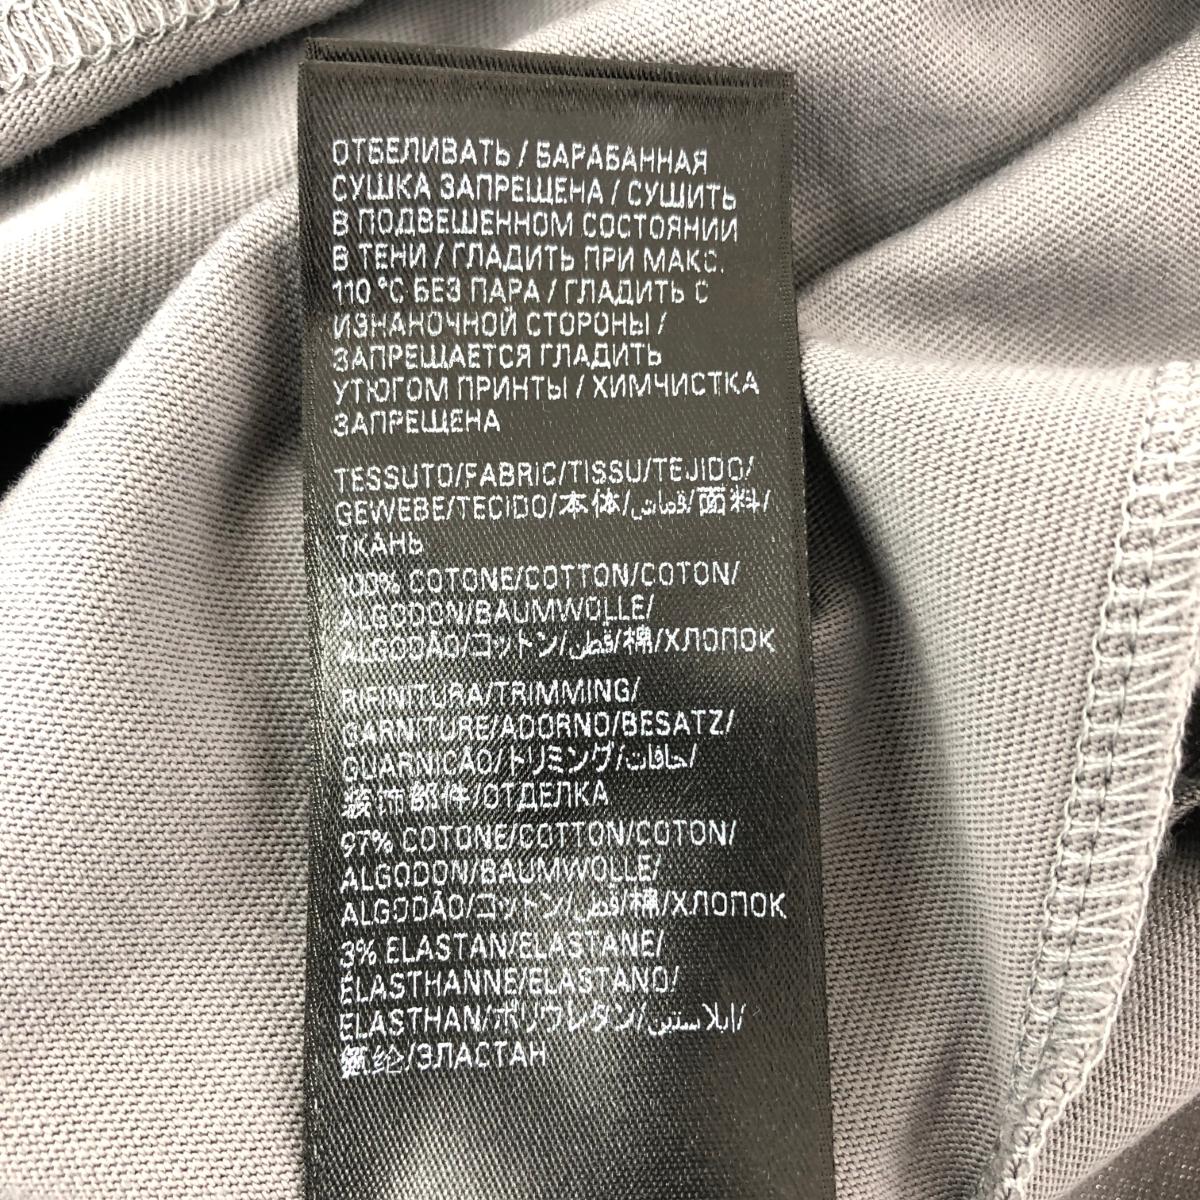 ОТБЕЛИВАТЬ / БАРАБАННАЯ
СУШКА ЗАПРЕЩЕНА / СУШИТЬ
В ПОДВЕШЕННОМ СОСТОЯНИИ
В ТЕНИ / ГЛАДИТЬ ПРИ МАКС.
110 °C БЕЗ ПАРА / ГЛАДИТЬ С
ИЗНАНОЧНОЙ СТОРОНЫ /
ЗАПРЕЩАЕТСЯ ГЛАДИТЬ
УТЮГОМ ПРИНТЫ / ХИМЧИСТКА
ЗАПРЕЩЕНА
TESSUTO/FABRIC/TISSU/TEJIDO/
GEWEBE/TECIDO/本体/قماش/面料/
ТКАНЬ
100% COTONE/COTTON/COTON/
ALGODON/BAUMWOLLE/
ALGODÃO/コットン/قطن/棉/ХЛОПОК
RIFINITURA/TRIMMING/
GARNITURE/ADORNO/BESATZ/
GUARNICAO/トリミング/حافات/
装饰部件/ОТДЕЛКА
97% COTONE/COTTON/COTON/
ALGODON/BAUMWOLLE/
ALGODÃO/コットン/قطن/棉/ХЛОПОК
3% ELASTAN/ELASTANE/
ÉLASTHANNE/ELASTANO/
ELASTHAN/ポリウレタン/إيلاستين/
氨纶/ЭЛАСТАН